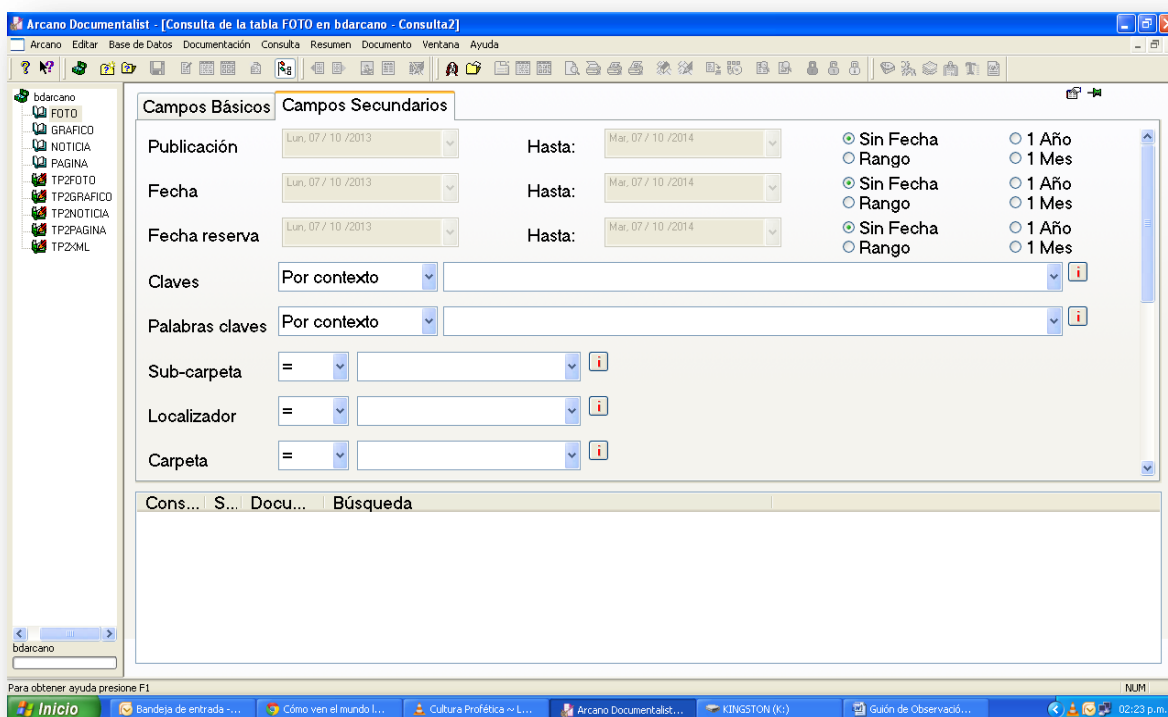 Arcano Documentalist - [Consulta de la tabla FOTO en bdarcano - Consulta2]
Arcano Editar Base de Datos Documentación Consulta Resumen Documento Ventana Ayuda
bdarcano
FOTO
GRAFICO
NOTICIA
PAGINA
TP2FOTO
TP2GRAFICO
TP2NOTICIA
TP2PAGINA
TP2XML
Campos Básicos Campos Secundarios
Publicación Lun, 07 / 10 /2013 Hasta: Mar, 07 / 10 /2014 Sin Fecha 1 Año
Rango 1 Mes
Fecha Lun, 07 / 10 /2013 Hasta: Mar, 07 / 10 /2014 Sin Fecha 1 Año
Rango 1 Mes
Fecha reserva Lun, 07 / 10 /2013 Hasta: Mar, 07 / 10 /2014 Sin Fecha 1 Año
Rango 1 Mes
Claves Por contexto i
Palabras claves Por contexto i
Sub-carpeta = i
Localizador = i
Carpeta = i
Cons... S... Docu... Búsqueda
bdarcano
Para obtener ayuda presione F1 NUM
Inicio Bandeja de entrada -... Cómo ven el mundo l... Cultura Profética ~ L... Arcano Documentalist... KINGSTON (K:) Guión de Observació... 02:23 p.m.